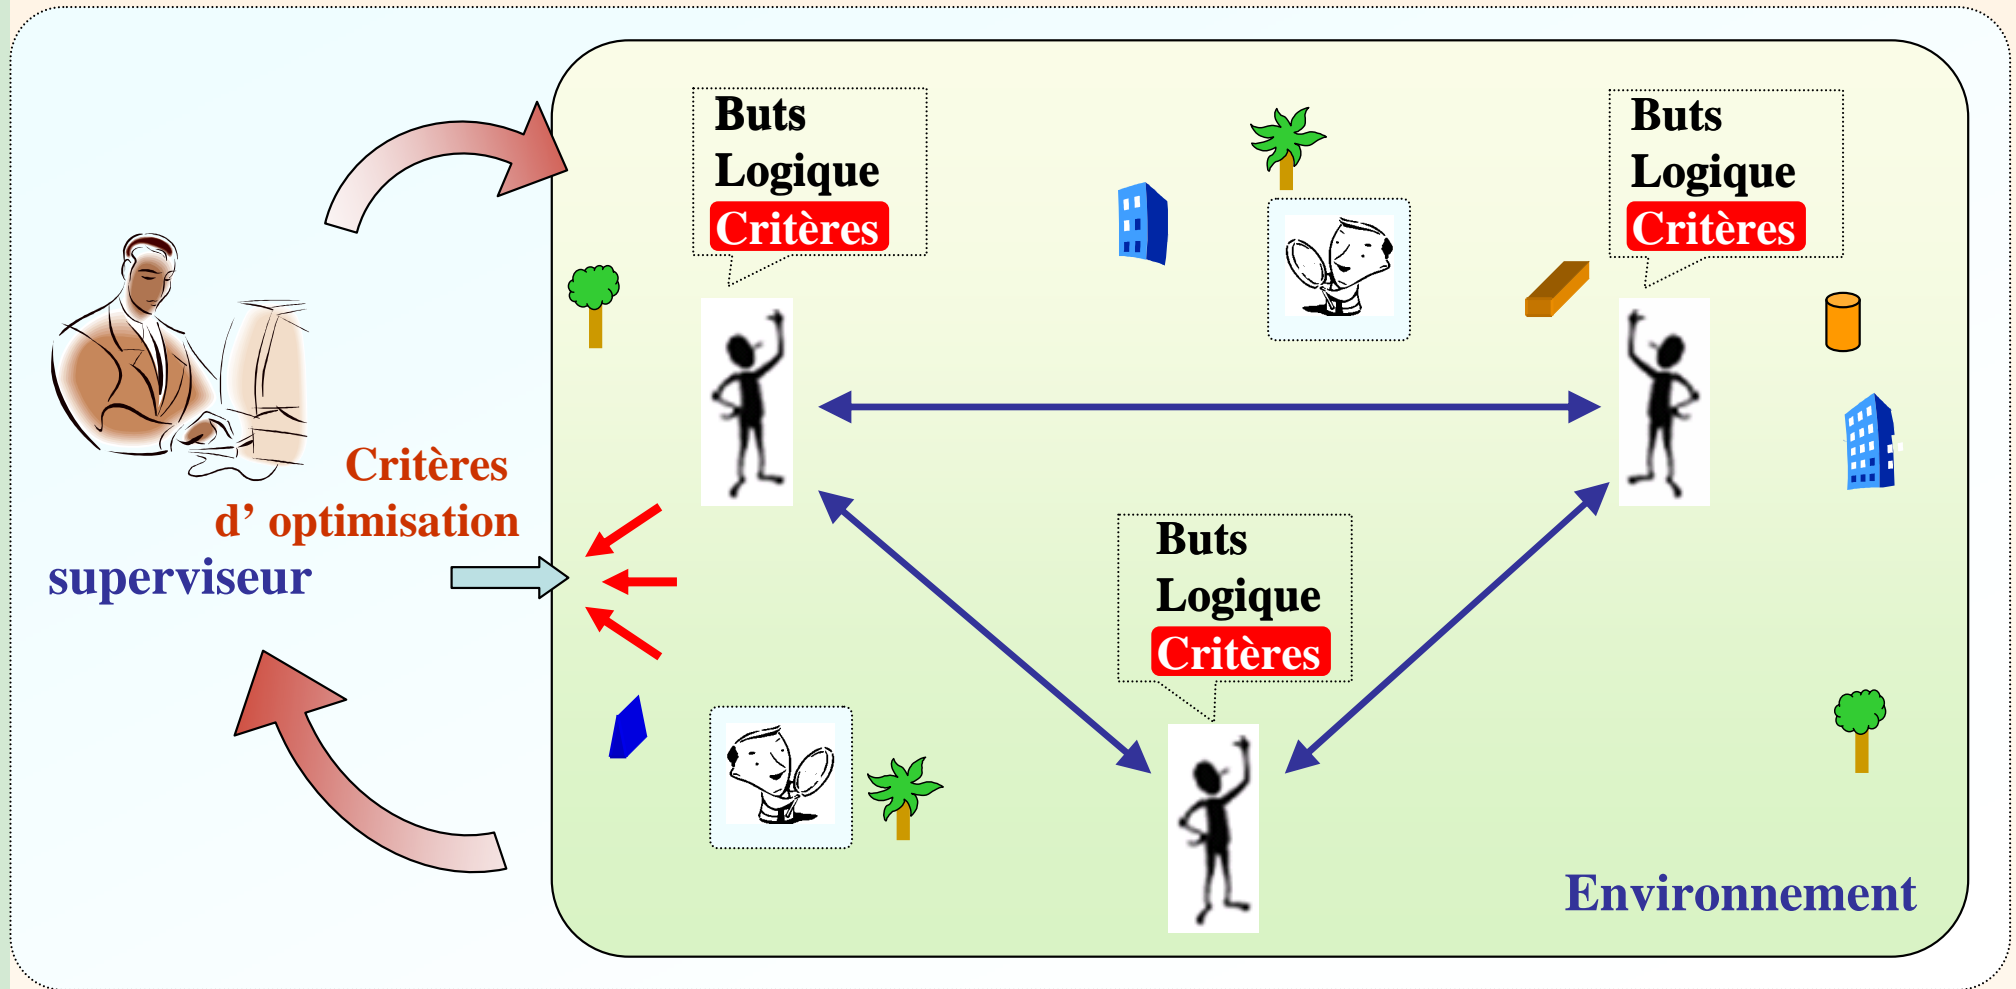 Buts
Logique
Critères
Buts
Logique
Critères
Critères
d’ optimisation
superviseur
Buts
Logique
Critères
Environnement